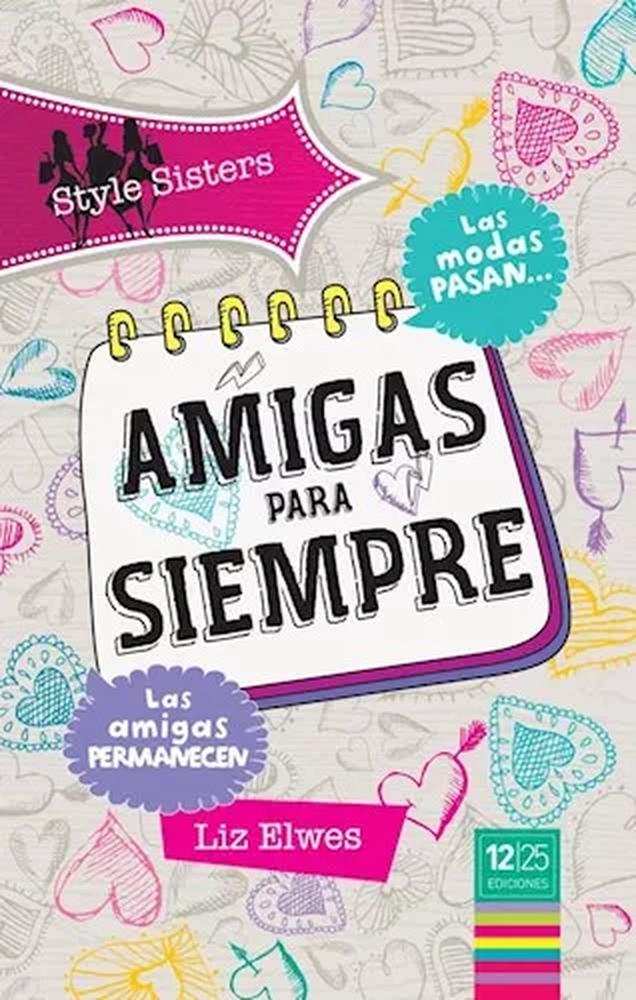 Style Sisters
Las
modas
PASAN...
AMIGAS
PARA
SIEMPRE
Las
amigas
PERMANECEN
Liz Elwes
12|25
EDICIONES